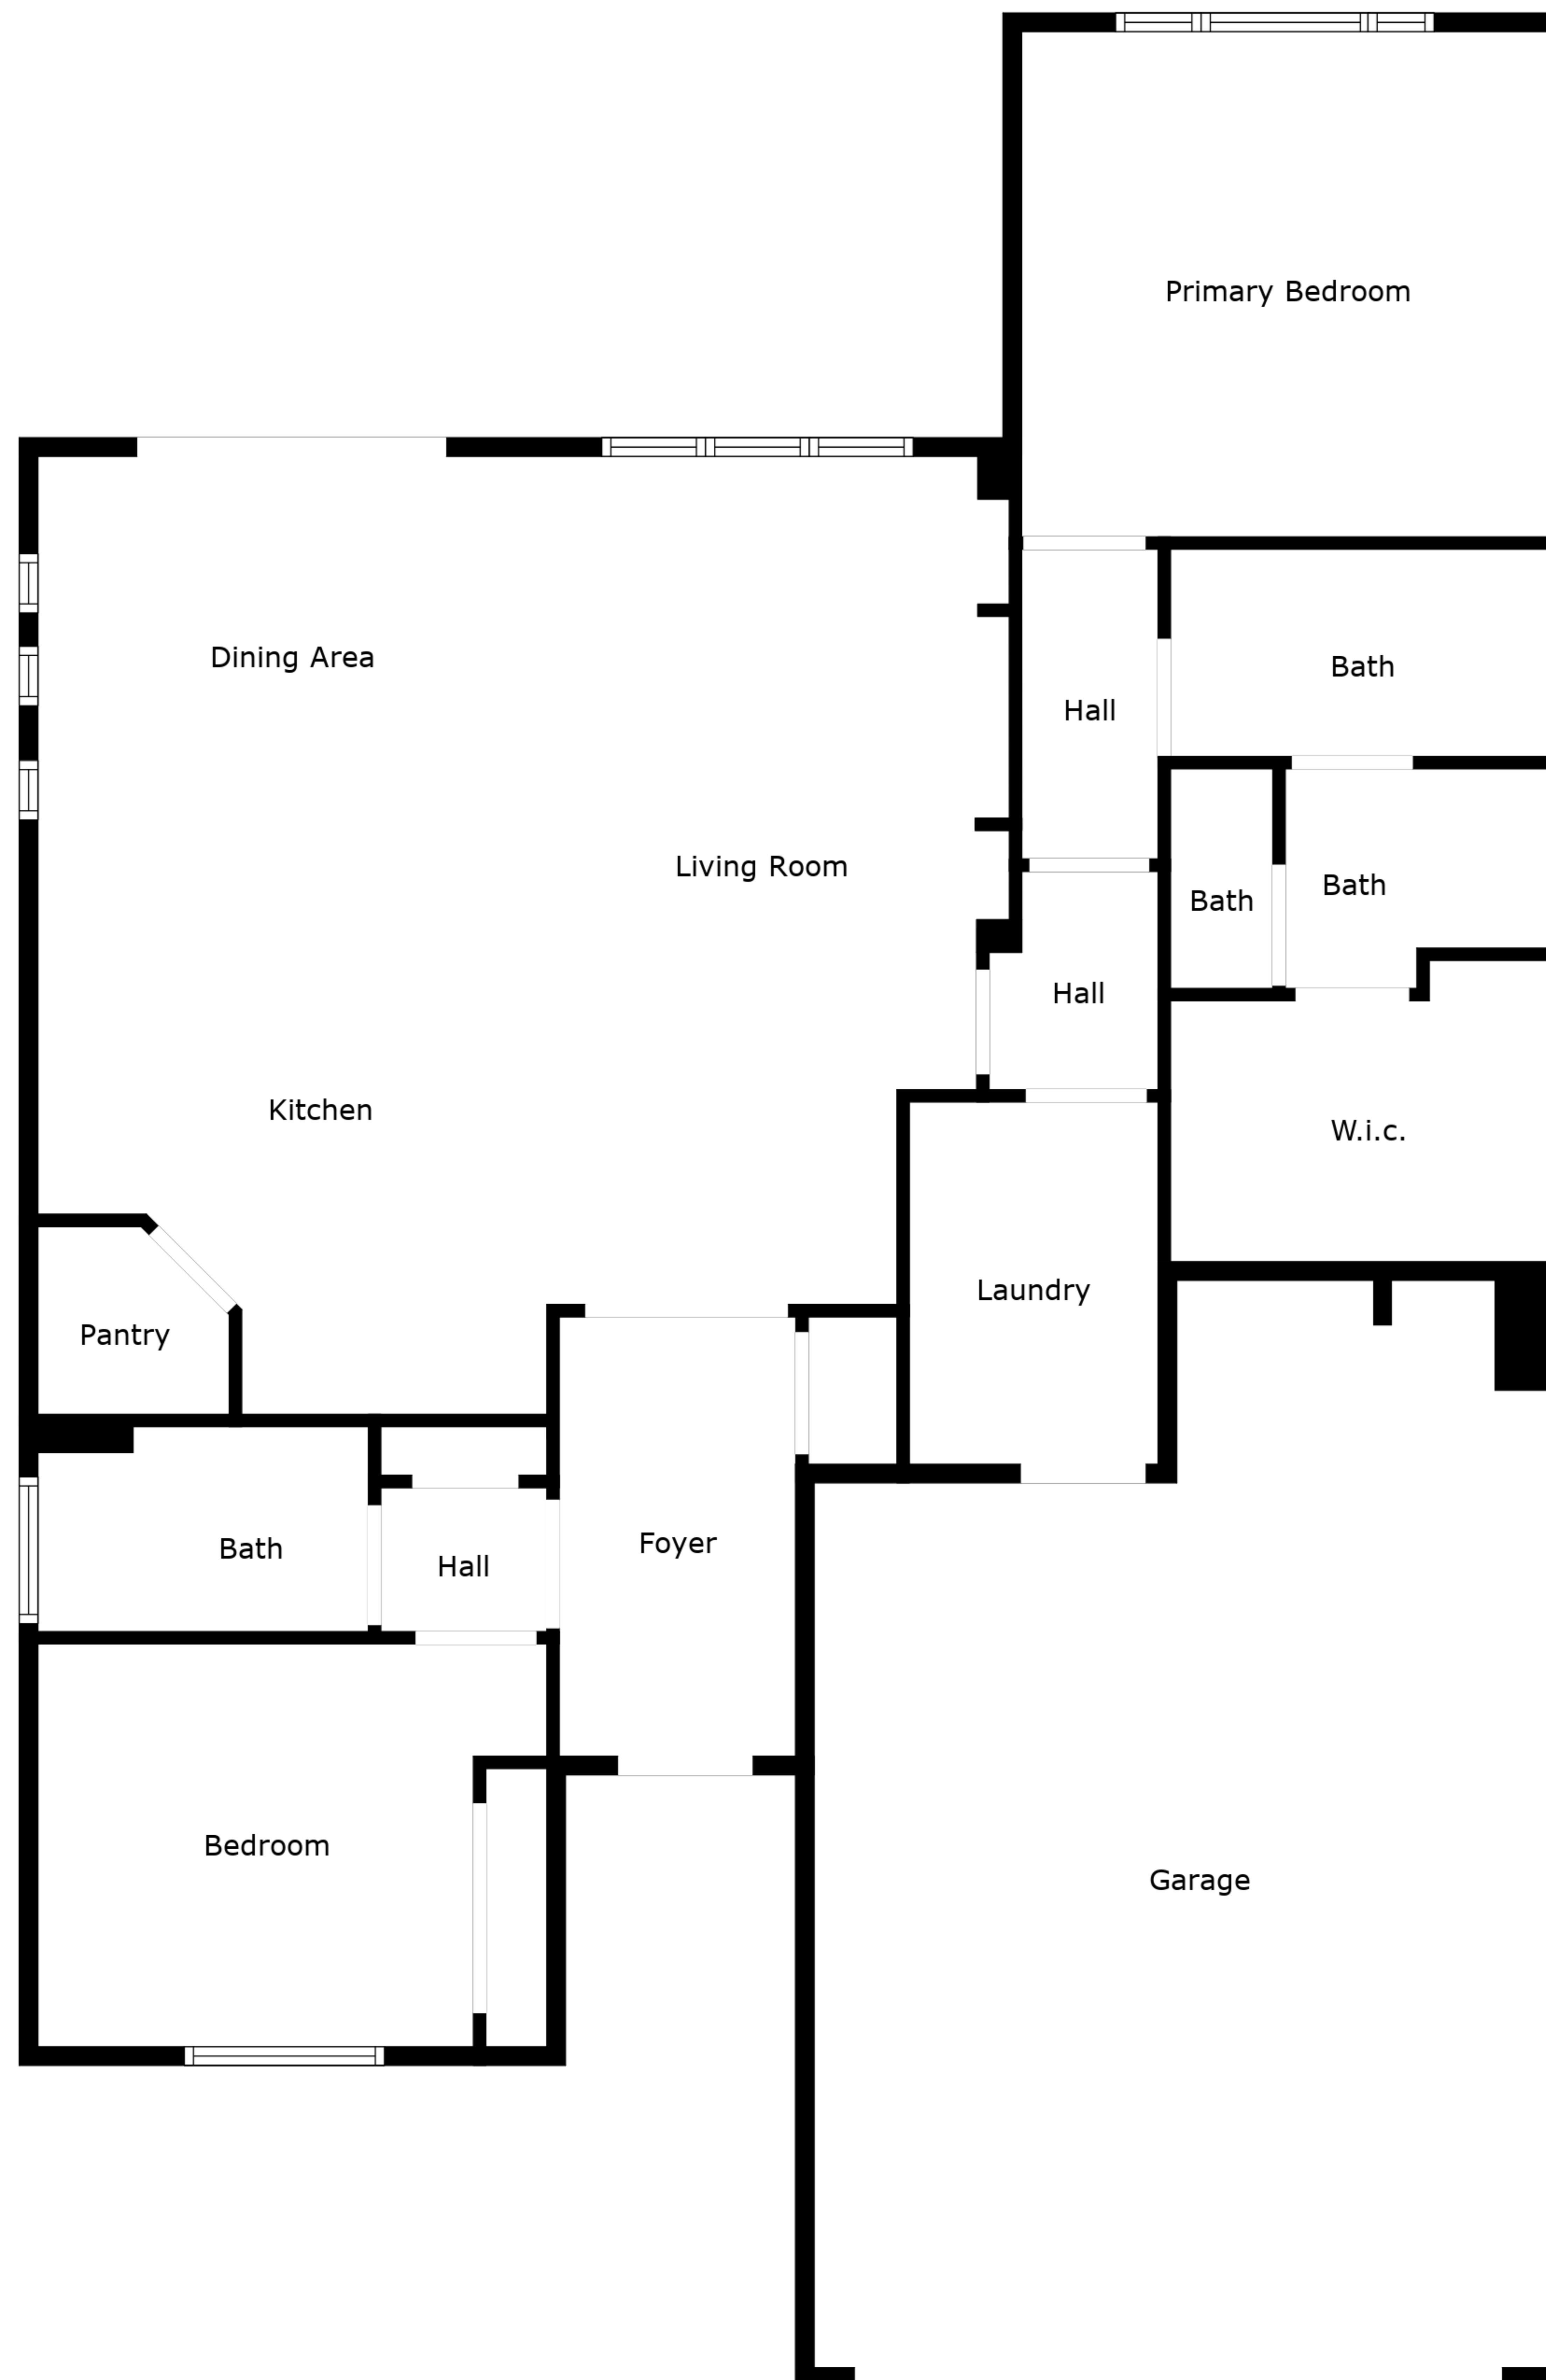 Primary Bedroom
Dining Area
Bath
Hall
Living Room
Bath
Bath
Hall
Kitchen
W.i.c.
Laundry
Pantry
Foyer
Bath
Hall
Bedroom
Garage